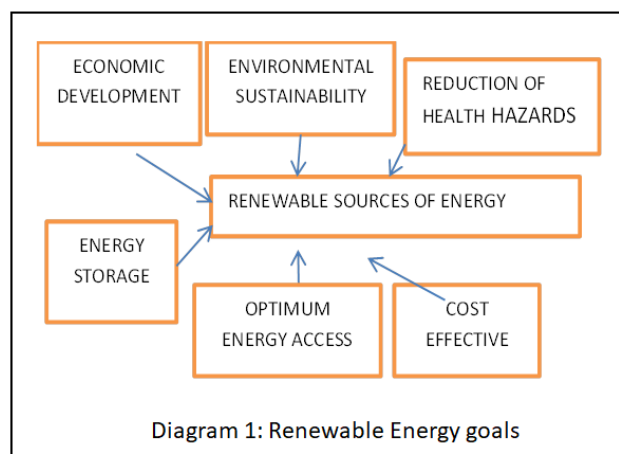 ECONOMIC
DEVELOPMENT
ENVIRONMENTAL
SUSTAINABILITY
REDUCTION OF
HEALTH HAZARDS
RENEWABLE SOURCES OF ENERGY
ENERGY
STORAGE
OPTIMUM
ENERGY ACCESS
COST
EFFECTIVE
Diagram 1: Renewable Energy goals